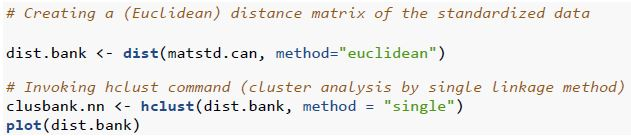 # Creating a (Euclidean) distance matrix of the standardized data
dist.bank <- dist(matstd.can, method="euclidean")
# Invoking hclust command (cluster analysis by single linkage method)
clusbank.nn <- hclust(dist.bank, method = "single")
plot(dist.bank)